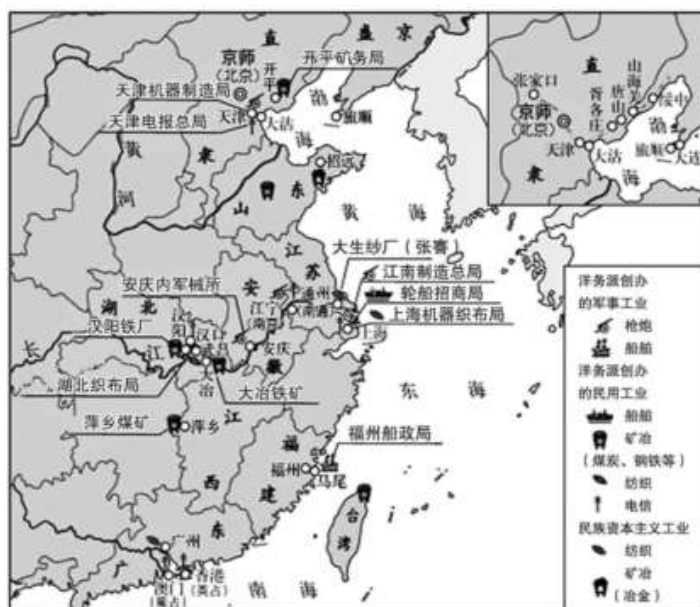 直
盛
京
京师
(北京)
开平
开平矿务局
天津机器制造局
天津电报总局
天津
大沽
旅顺
渤
海
黄
河
隶
招远
山
东
黄
海
江
苏
大生纱厂（张謇）
江南制造总局
轮船招商局
上海机器织布局
上海
安庆内军械所
安
徽
江宁
通州
安庆
湖
北
汉阳
汉口
武昌
汉阳铁厂
长
江
大冶铁矿
湖北织布局
萍乡煤矿
萍乡
江
西
东
海
福州船政局
福州
马尾
福
建
台
湾
广
东
广州
香港
(英占)
澳门
南
海
直
隶
张家口
京师
(北京)
山海关
绥中
唐山
胥各庄
天津
大沽
旅顺
大连
渤
海
洋务派创办
的军事工业
枪炮
船舶
洋务派创办
的民用工业
船舶
矿冶
(煤炭、钢铁等)
纺织
电信
民族资本主义工业
纺织
矿冶
(冶金)